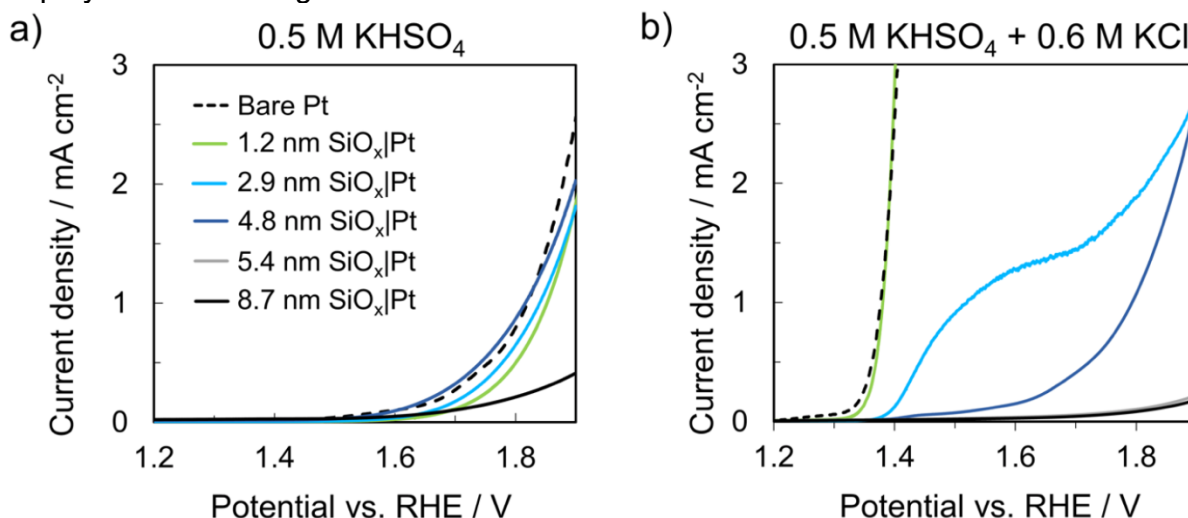 a)
0.5 M KHSO₄
Current density / mA cm⁻²
3
2
1
0
Bare Pt
1.2 nm SiOₓ|Pt
2.9 nm SiOₓ|Pt
4.8 nm SiOₓ|Pt
5.4 nm SiOₓ|Pt
8.7 nm SiOₓ|Pt
1.2 1.4 1.6 1.8
Potential vs. RHE / V
b)
0.5 M KHSO₄ + 0.6 M KCl
Current density / mA cm⁻²
3
2
1
0
1.2 1.4 1.6 1.8
Potential vs. RHE / V